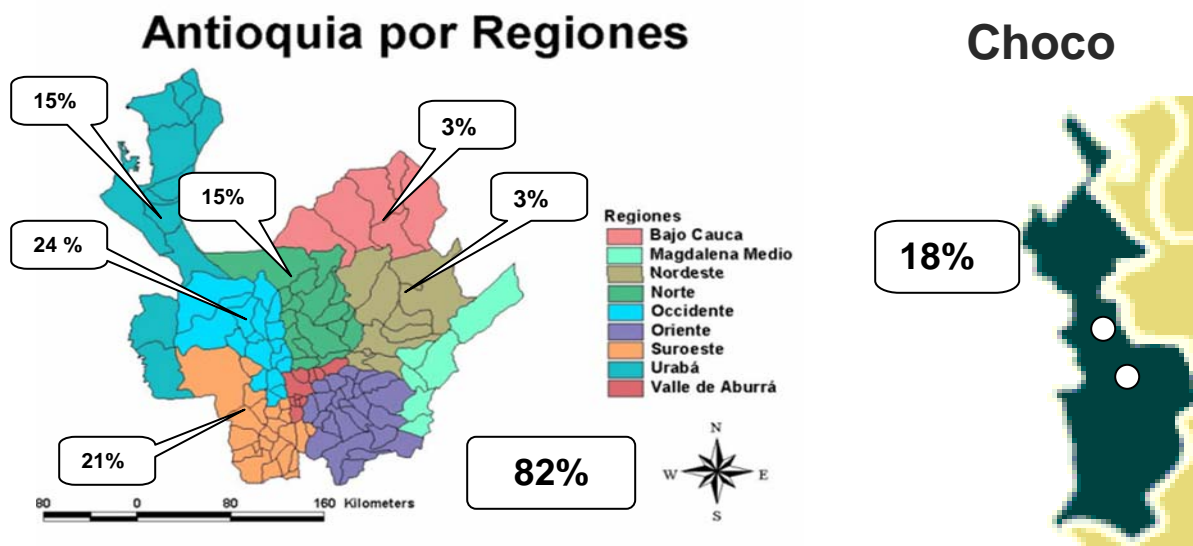 Antioquia por Regiones
15%
3%
15%
3%
24 %
21%
Regiones
Bajo Cauca
Magdalena Medio
Nordeste
Norte
Occidente
Oriente
Suroeste
Urabá
Valle de Aburrá
82%
N
W
E
S
80 0 80 160 Kilometers
Choco
18%